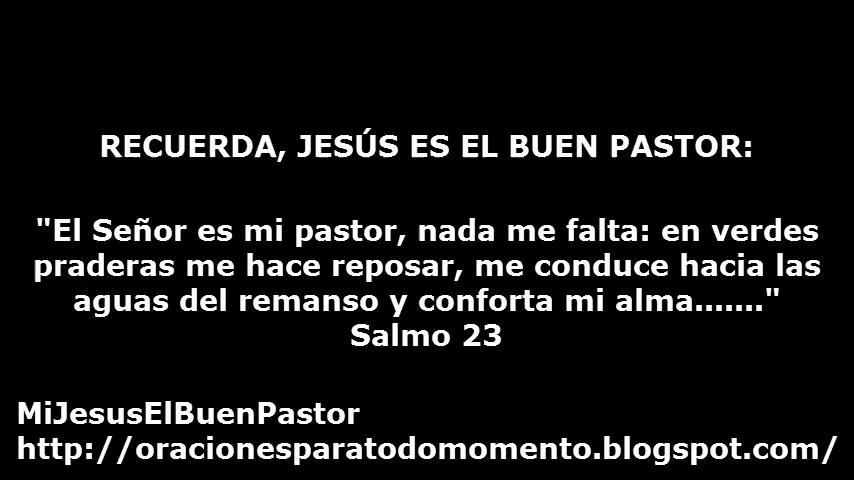 RECUERDA, JESÚS ES EL BUEN PASTOR:
"El Señor es mi pastor, nada me falta: en verdes
praderas me hace reposar, me conduce hacia las
aguas del remanso y conforta mi alma......."
Salmo 23
MiJesusElBuenPastor
http://oracionesparatodomomento.blogspot.com/